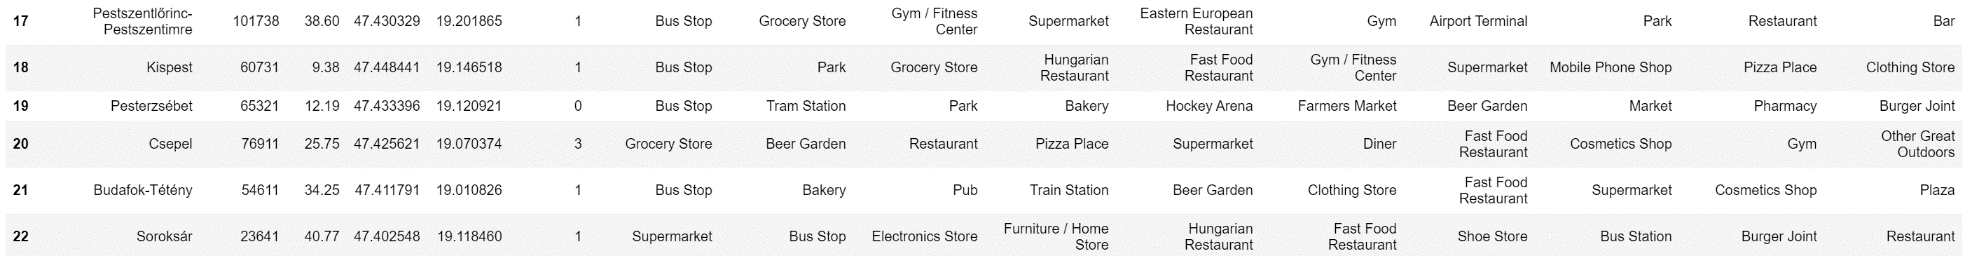 17 Pestszentlőrinc-Pestszentimre 101738 38.60 47.430329 19.201865 1 Bus Stop Grocery Store Gym / Fitness Center Supermarket Eastern European Restaurant Gym Airport Terminal Park Restaurant Bar
18 Kispest 60731 9.38 47.448441 19.146518 1 Bus Stop Park Grocery Store Hungarian Restaurant Fast Food Restaurant Gym / Fitness Center Supermarket Mobile Phone Shop Pizza Place Clothing Store
19 Pesterzsébet 65321 12.19 47.433396 19.120921 0 Bus Stop Tram Station Park Bakery Hockey Arena Farmers Market Beer Garden Market Pharmacy Burger Joint
20 Csepel 76911 25.75 47.425621 19.070374 3 Grocery Store Beer Garden Restaurant Pizza Place Supermarket Diner Fast Food Restaurant Cosmetics Shop Gym Other Great Outdoors
21 Budafok-Tétény 54611 34.25 47.411791 19.010826 1 Bus Stop Bakery Pub Train Station Beer Garden Clothing Store Fast Food Restaurant Supermarket Cosmetics Shop Plaza
22 Soroksár 23641 40.77 47.402548 19.118460 1 Supermarket Bus Stop Electronics Store Furniture / Home Store Hungarian Restaurant Fast Food Restaurant Shoe Store Bus Station Burger Joint Restaurant